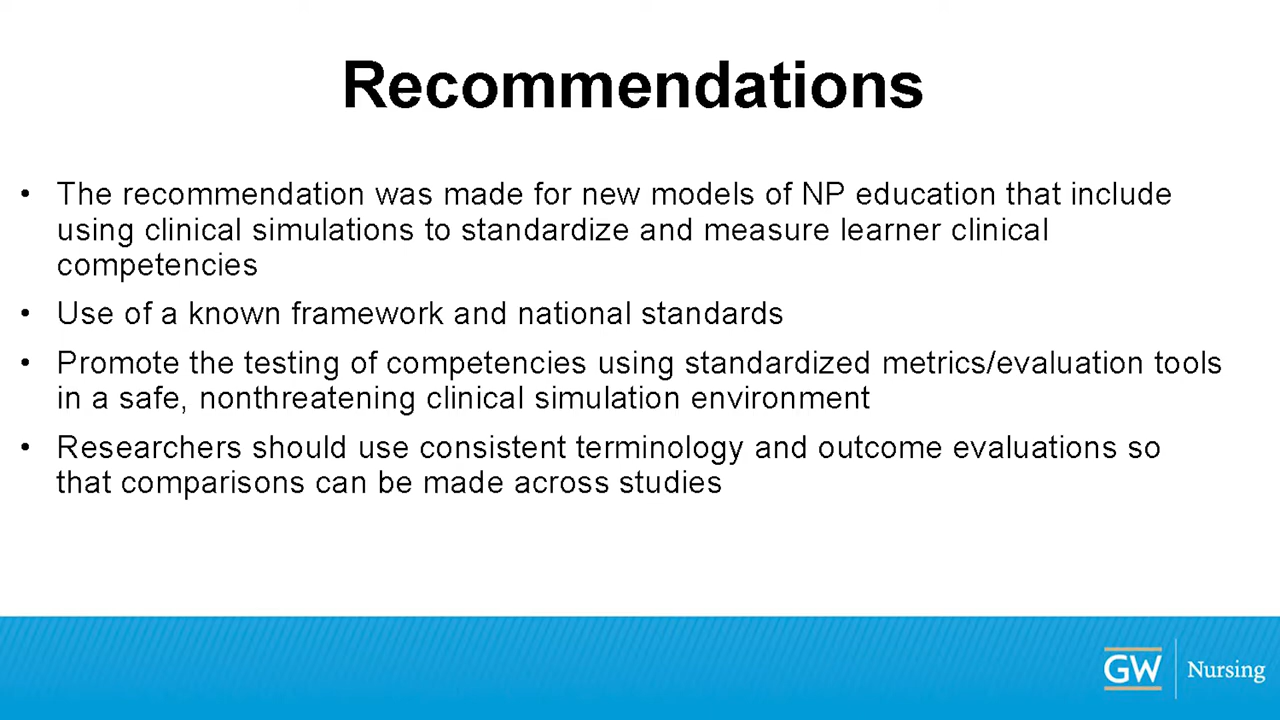 Recommendations
• The recommendation was made for new models of NP education that include
using clinical simulations to standardize and measure learner clinical
competencies
• Use of a known framework and national standards
• Promote the testing of competencies using standardized metrics/evaluation tools
in a safe, nonthreatening clinical simulation environment
• Researchers should use consistent terminology and outcome evaluations so
that comparisons can be made across studies
GW Nursing